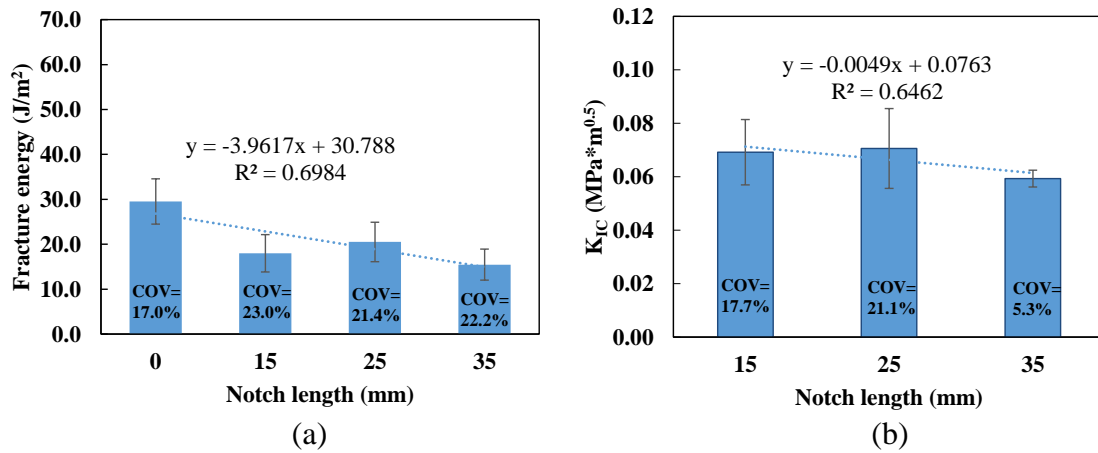 70.0
60.0
50.0
40.0
30.0
20.0
10.0
0.0
Fracture energy (J/m²)
y = -3.9617x + 30.788
R² = 0.6984
COV=
17.0%
COV=
23.0%
COV=
21.4%
COV=
22.2%
0 15 25 35
Notch length (mm)
(a)
0.12
0.10
0.08
0.06
0.04
0.02
0.00
K_IC (MPa*m^0.5)
y = -0.0049x + 0.0763
R² = 0.6462
COV=
17.7%
COV=
21.1%
COV=
5.3%
15 25 35
Notch length (mm)
(b)